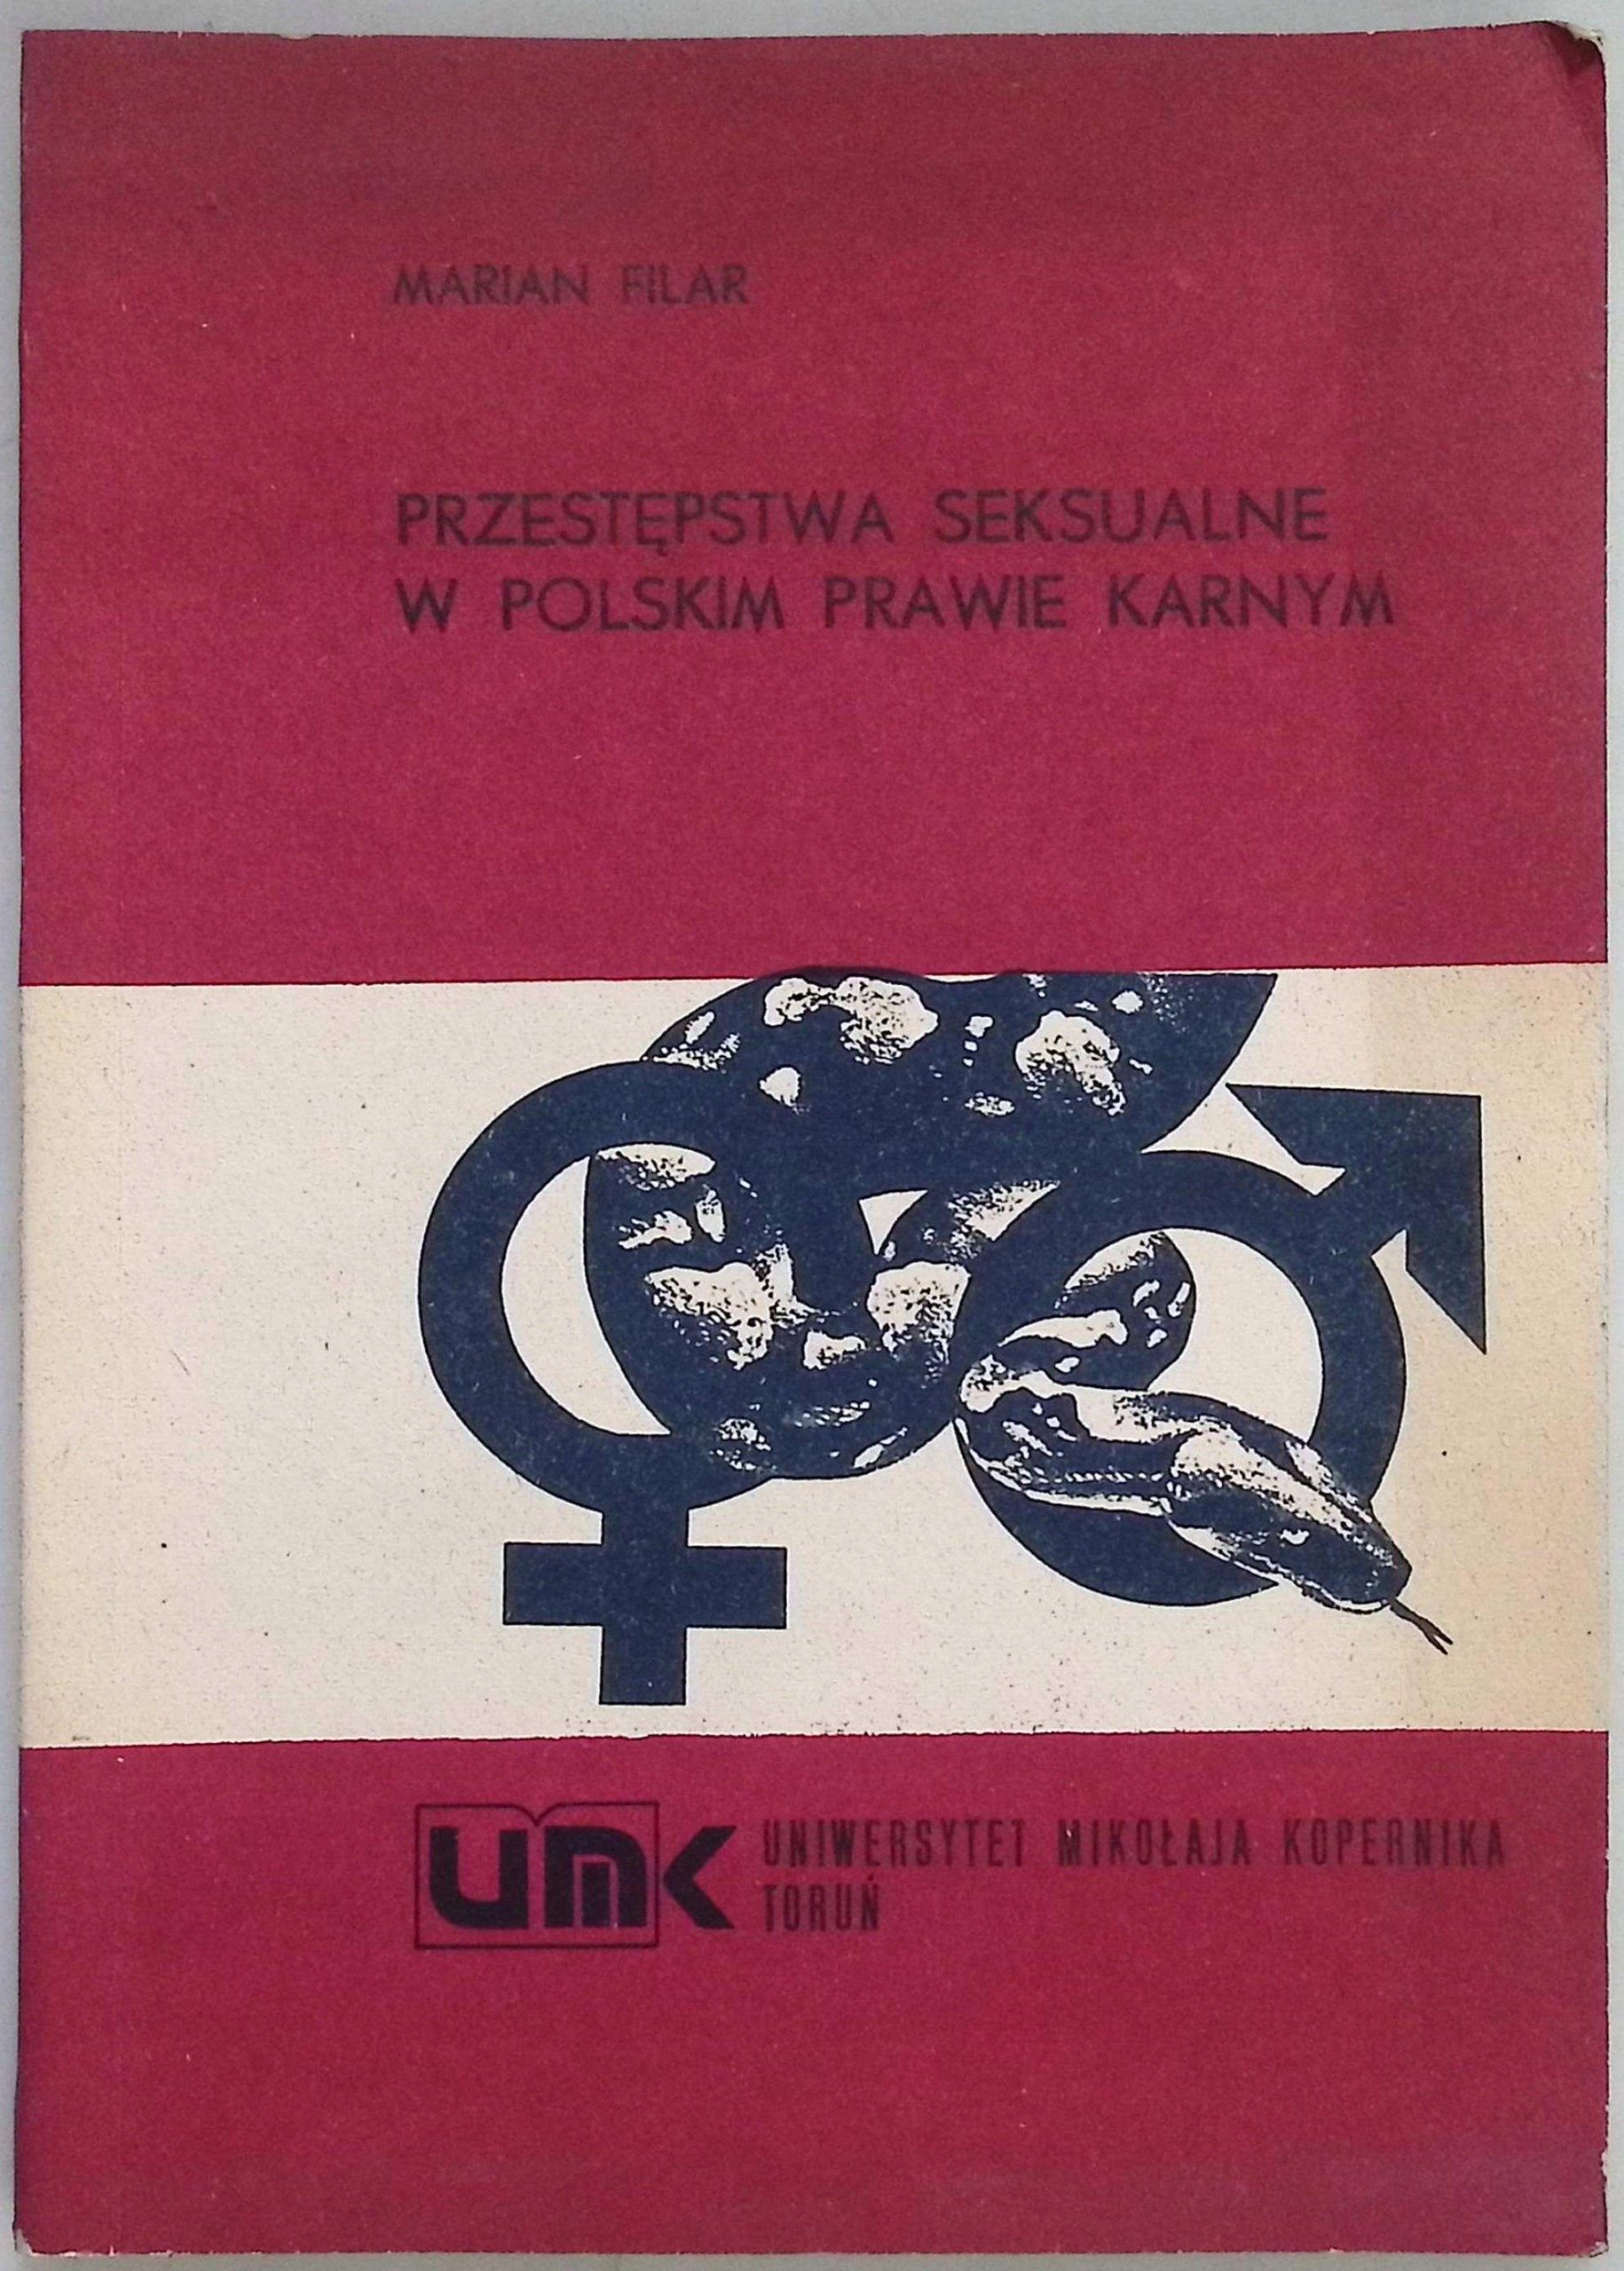 MARIAN FILAR
PRZESTĘPSTWA SEKSUALNE
W POLSKIM PRAWIE KARNYM
umk
UNIWERSYTET MIKOŁAJA KOPERNIKA
TORUŃ